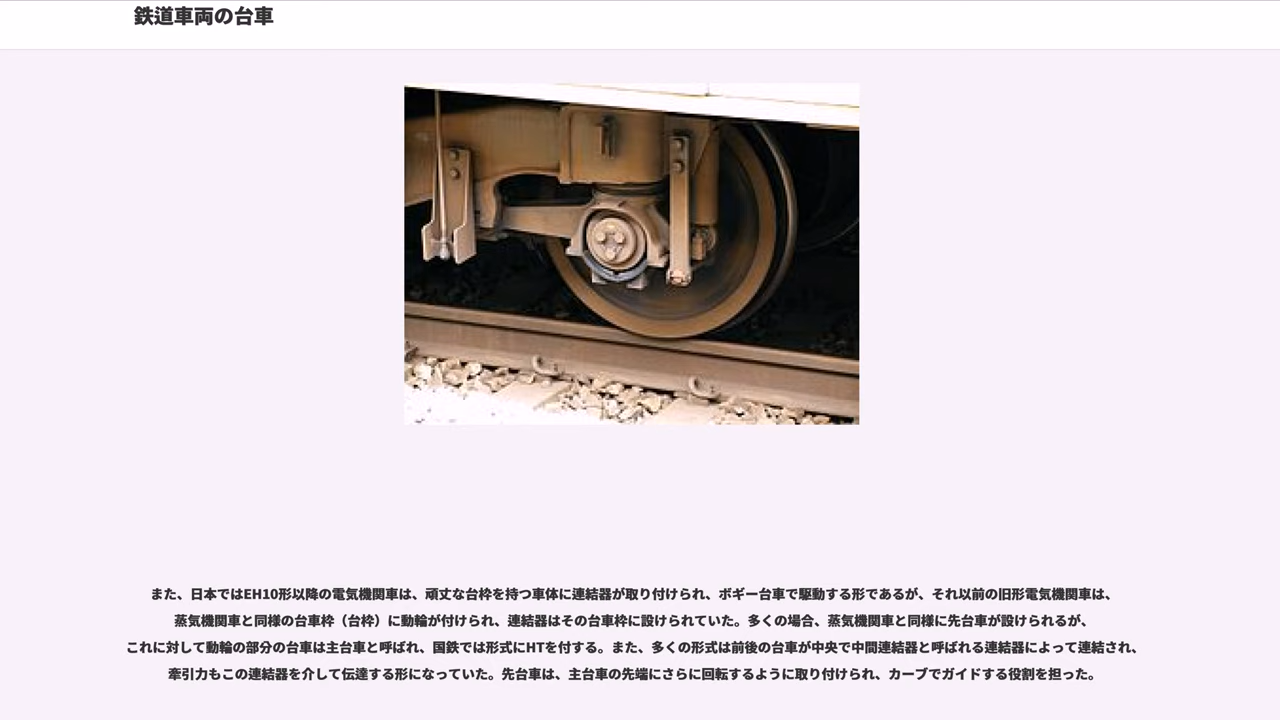 鉄道車両の台車
また、日本ではEH10形以降の電気機関車は、頑丈な台枠を持つ車体に連結器が取り付けられ、ボギー台車で駆動する形であるが、それ以前の旧形電気機関車は、
蒸気機関車と同様の台車枠（台枠）に動輪が付けられ、連結器はその台車枠に設けられていた。多くの場合、蒸気機関車と同様に先台車が設けられるが、
これに対して動輪の部分の台車は主台車と呼ばれ、国鉄では形式にHTを付する。また、多くの形式は前後の台車が中央で中間連結器と呼ばれる連結器によって連結され、
牽引力もこの連結器を介して伝達する形になっていた。先台車は、主台車の先端にさらに回転するように取り付けられ、カーブでガイドする役割を担った。